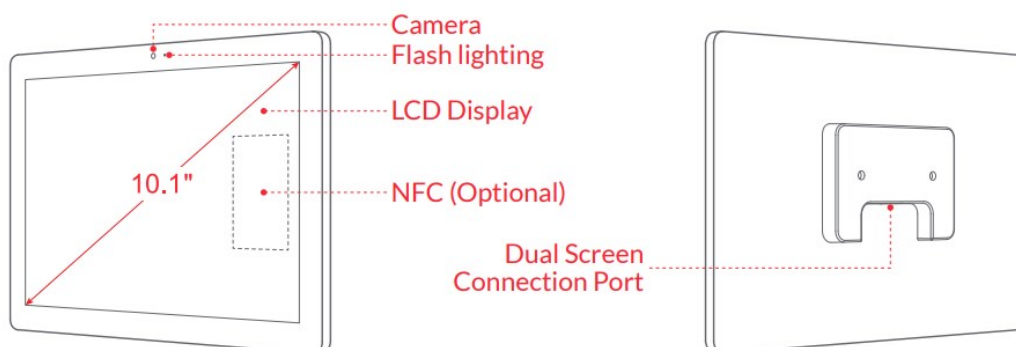 Camera
Flash lighting
LCD Display
10.1"
NFC (Optional)
Dual Screen
Connection Port